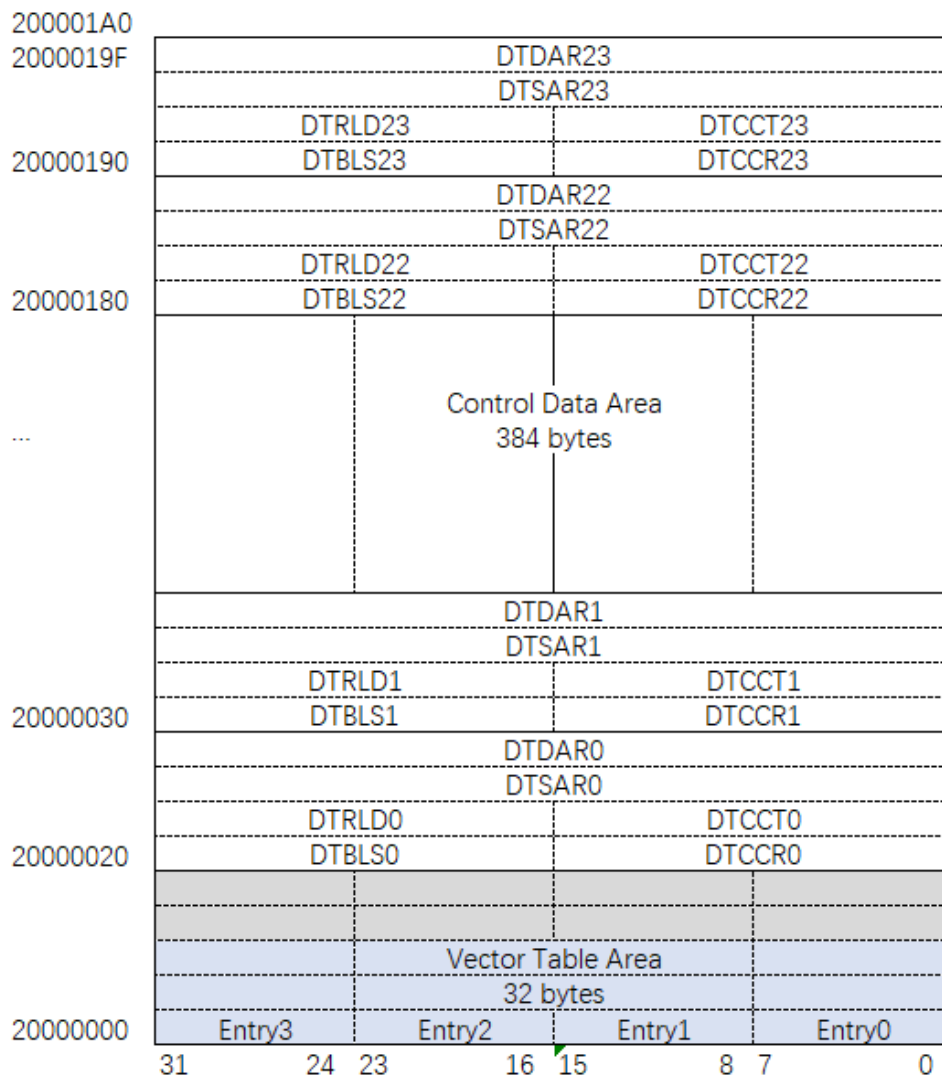 200001A0
2000019F DTDAR23
DTSAR23
DTRLD23 DTCCT23
20000190 DTBLS23 DTCCR23
DTDAR22
DTSAR22
DTRLD22 DTCCT22
20000180 DTBLS22 DTCCR22
Control Data Area
... 384 bytes
DTDAR1
DTSAR1
DTRLD1 DTCCT1
20000030 DTBLS1 DTCCR1
DTDAR0
DTSAR0
DTRLD0 DTCCT0
20000020 DTBLS0 DTCCR0
Vector Table Area
32 bytes
20000000 Entry3 Entry2 Entry1 Entry0
31 24 23 16 15 8 7 0